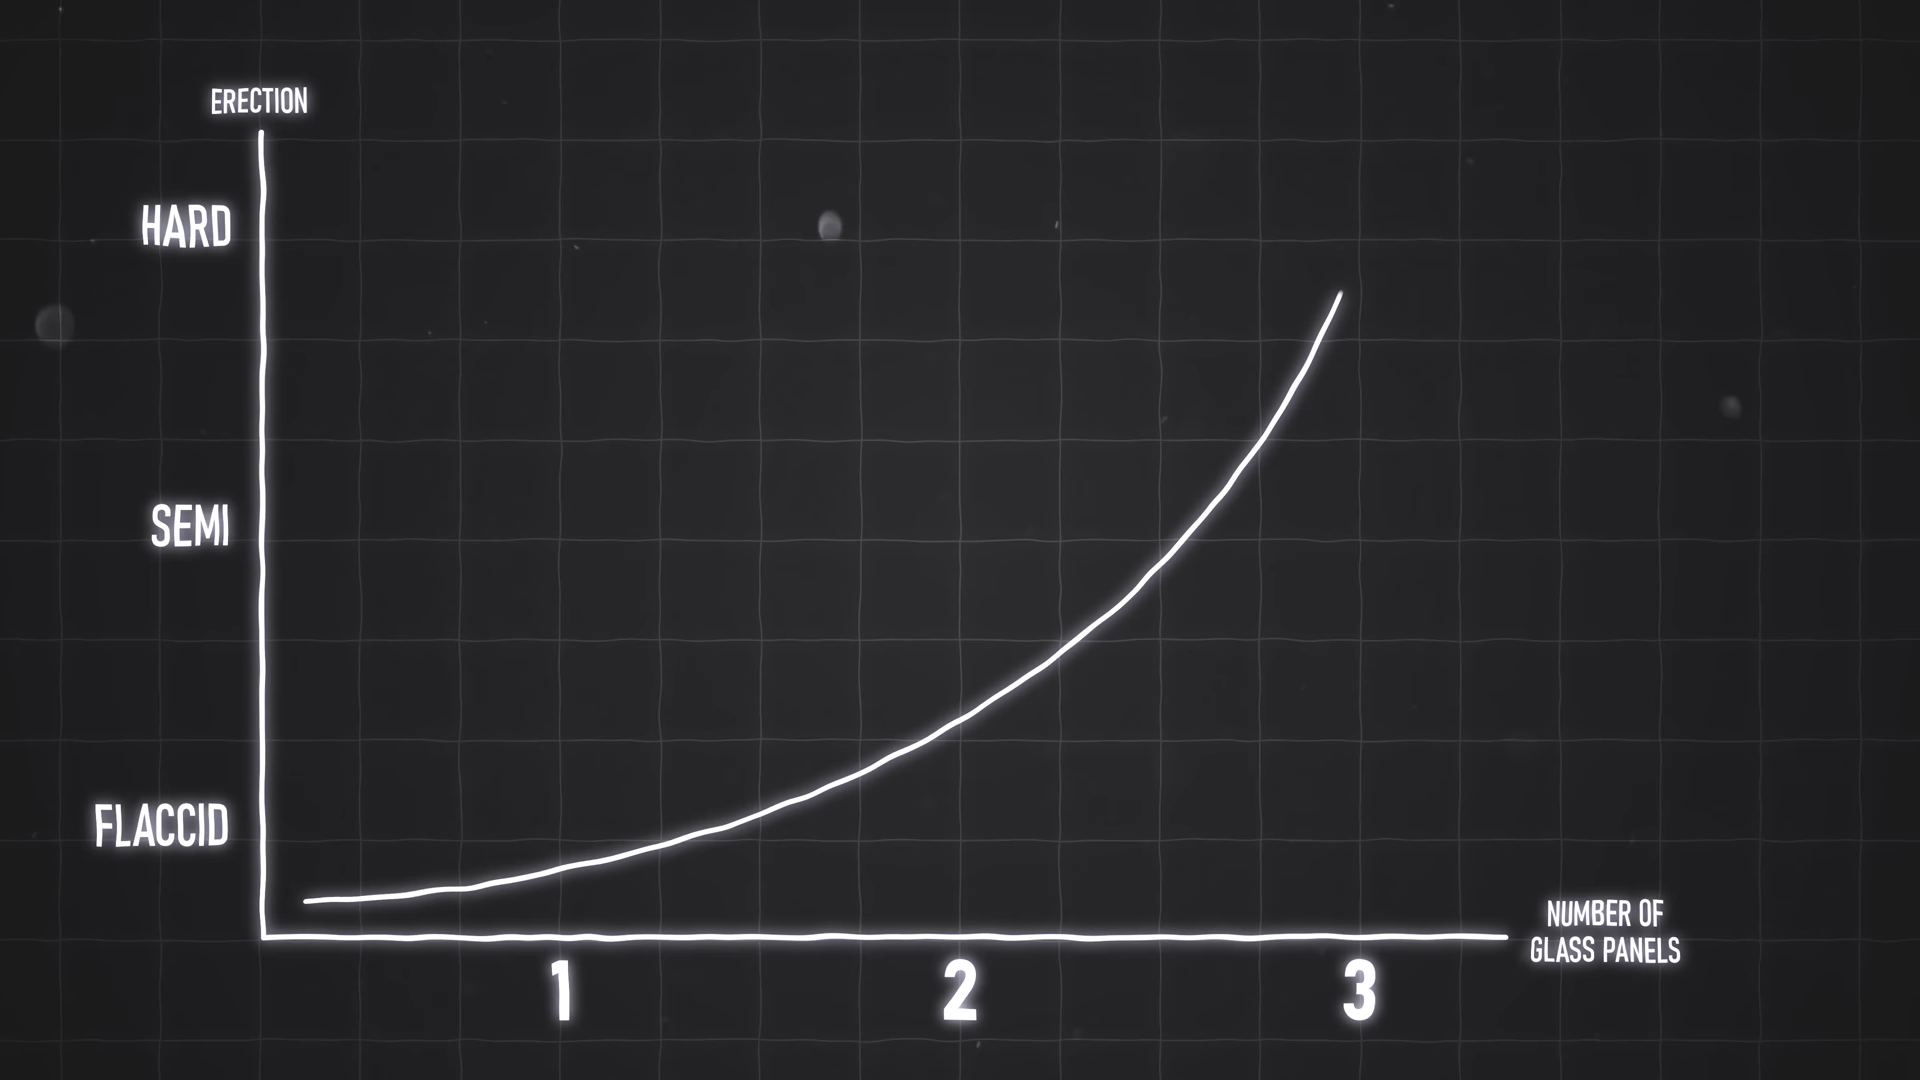 ERECTION
HARD
SEMI
FLACCID
1
2
3
NUMBER OF
GLASS PANELS